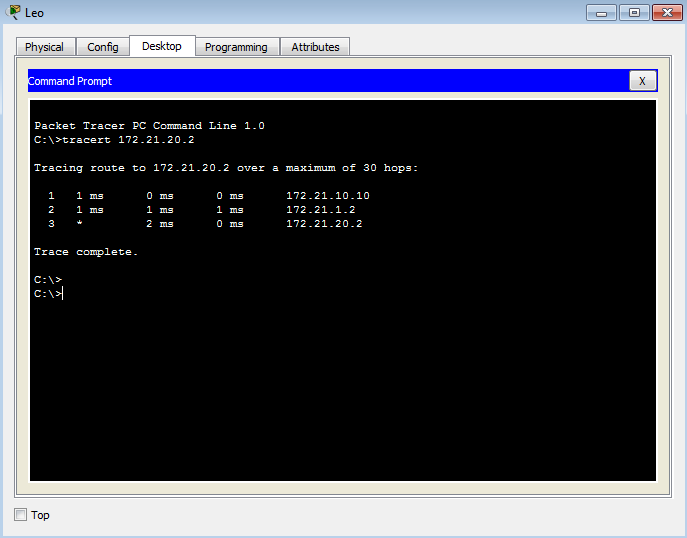 Leo
Physical Config Desktop Programming Attributes
Command Prompt X
Packet Tracer PC Command Line 1.0
C:\>tracert 172.21.20.2
Tracing route to 172.21.20.2 over a maximum of 30 hops:
1 1 ms 0 ms 0 ms 172.21.10.10
2 1 ms 1 ms 1 ms 172.21.1.2
3 * 2 ms 0 ms 172.21.20.2
Trace complete.
C:\>
C:\>
Top